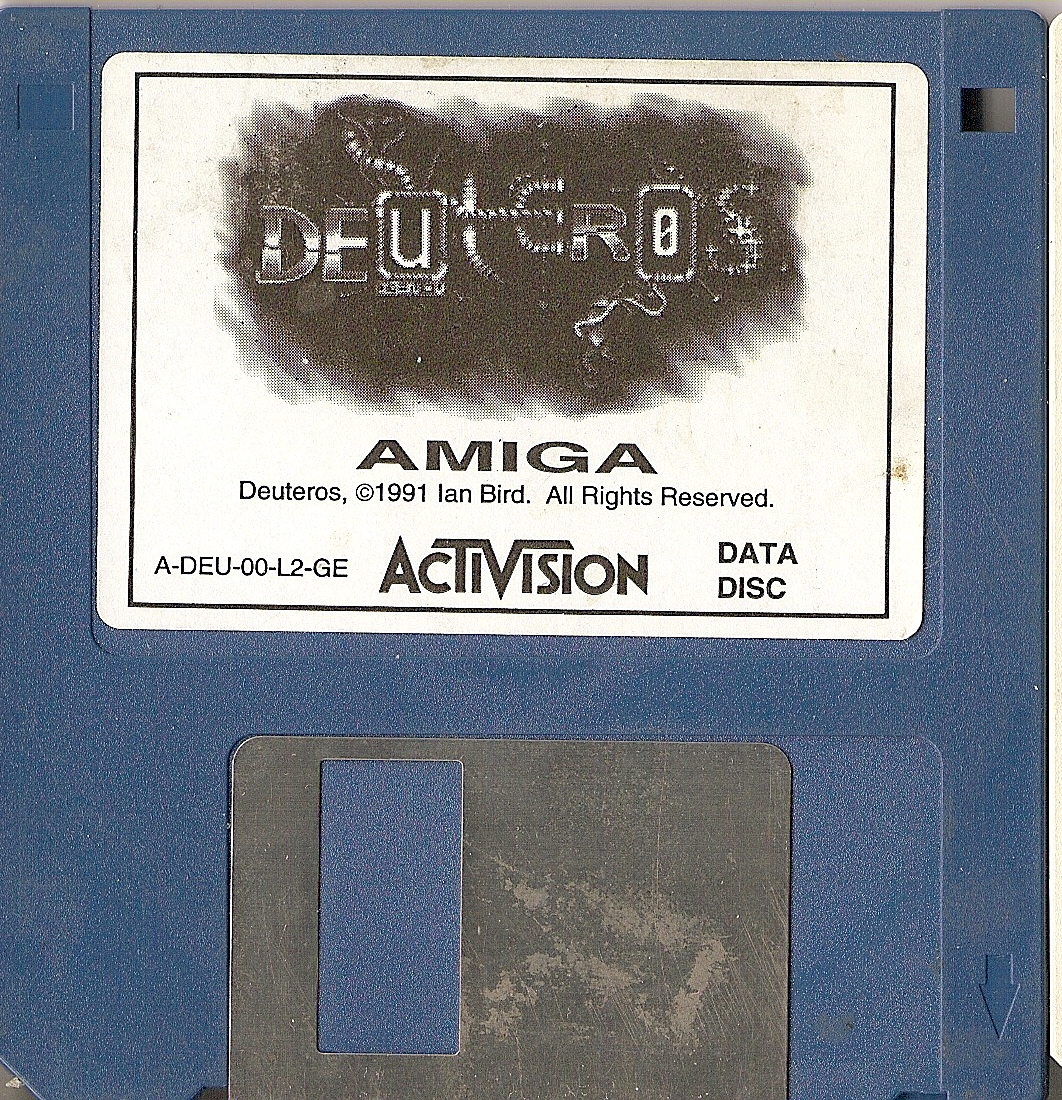 DEUtEROS
AMIGA
Deuteros, ©1991 Ian Bird. All Rights Reserved.
A-DEU-00-L2-GE
ACTIVISION
DATA
DISC